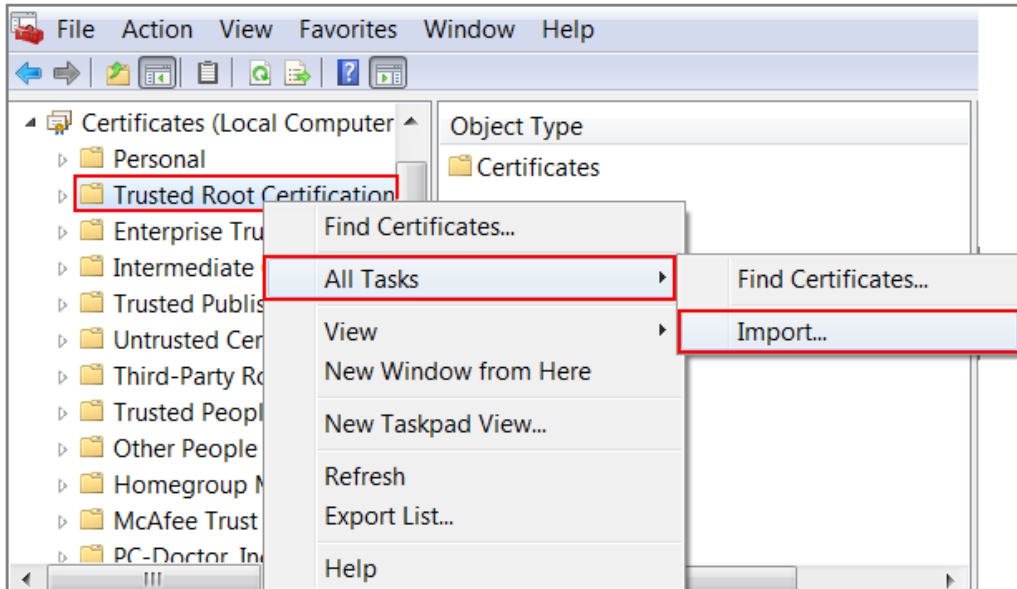 File Action View Favorites Window Help
Certificates (Local Computer
Personal
Trusted Root Certification
Enterprise Tru
Intermediate
Trusted Publis
Untrusted Cer
Third-Party Ro
Trusted Peopl
Other People
Homegroup M
McAfee Trust
PC-Doctor, In
Object Type
Certificates
Find Certificates...
All Tasks
View
New Window from Here
New Taskpad View...
Refresh
Export List...
Help
Find Certificates...
Import...